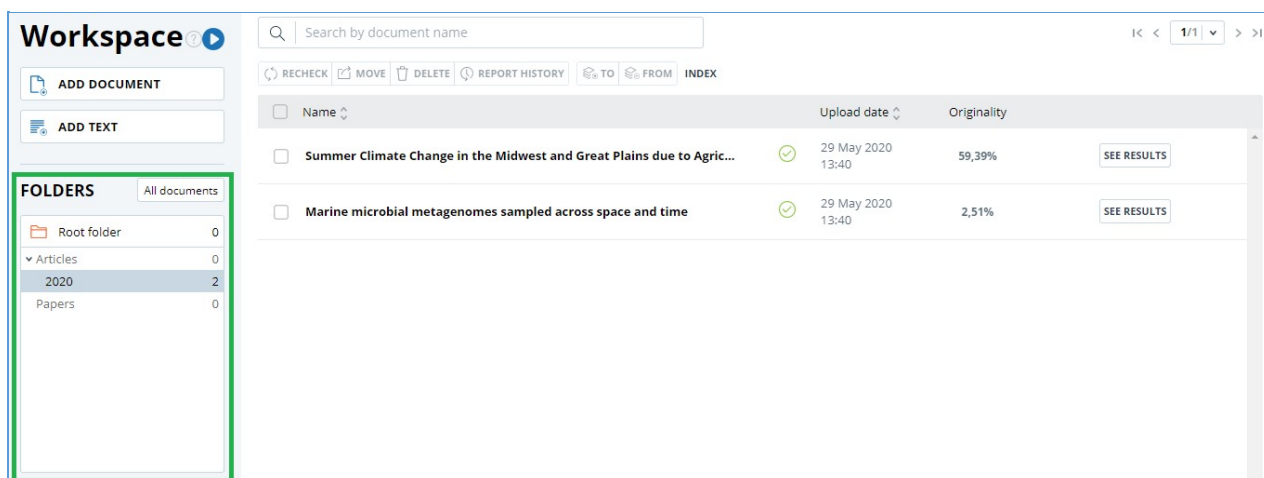 Workspace
ADD DOCUMENT
ADD TEXT
FOLDERS All documents
Root folder 0
Articles 0
2020 2
Papers 0
Search by document name
1/1
RECHECK MOVE DELETE REPORT HISTORY TO FROM INDEX
Name Upload date Originality
Summer Climate Change in the Midwest and Great Plains due to Agric... 29 May 2020 59,39% SEE RESULTS
13:40
Marine microbial metagenomes sampled across space and time 29 May 2020 2,51% SEE RESULTS
13:40